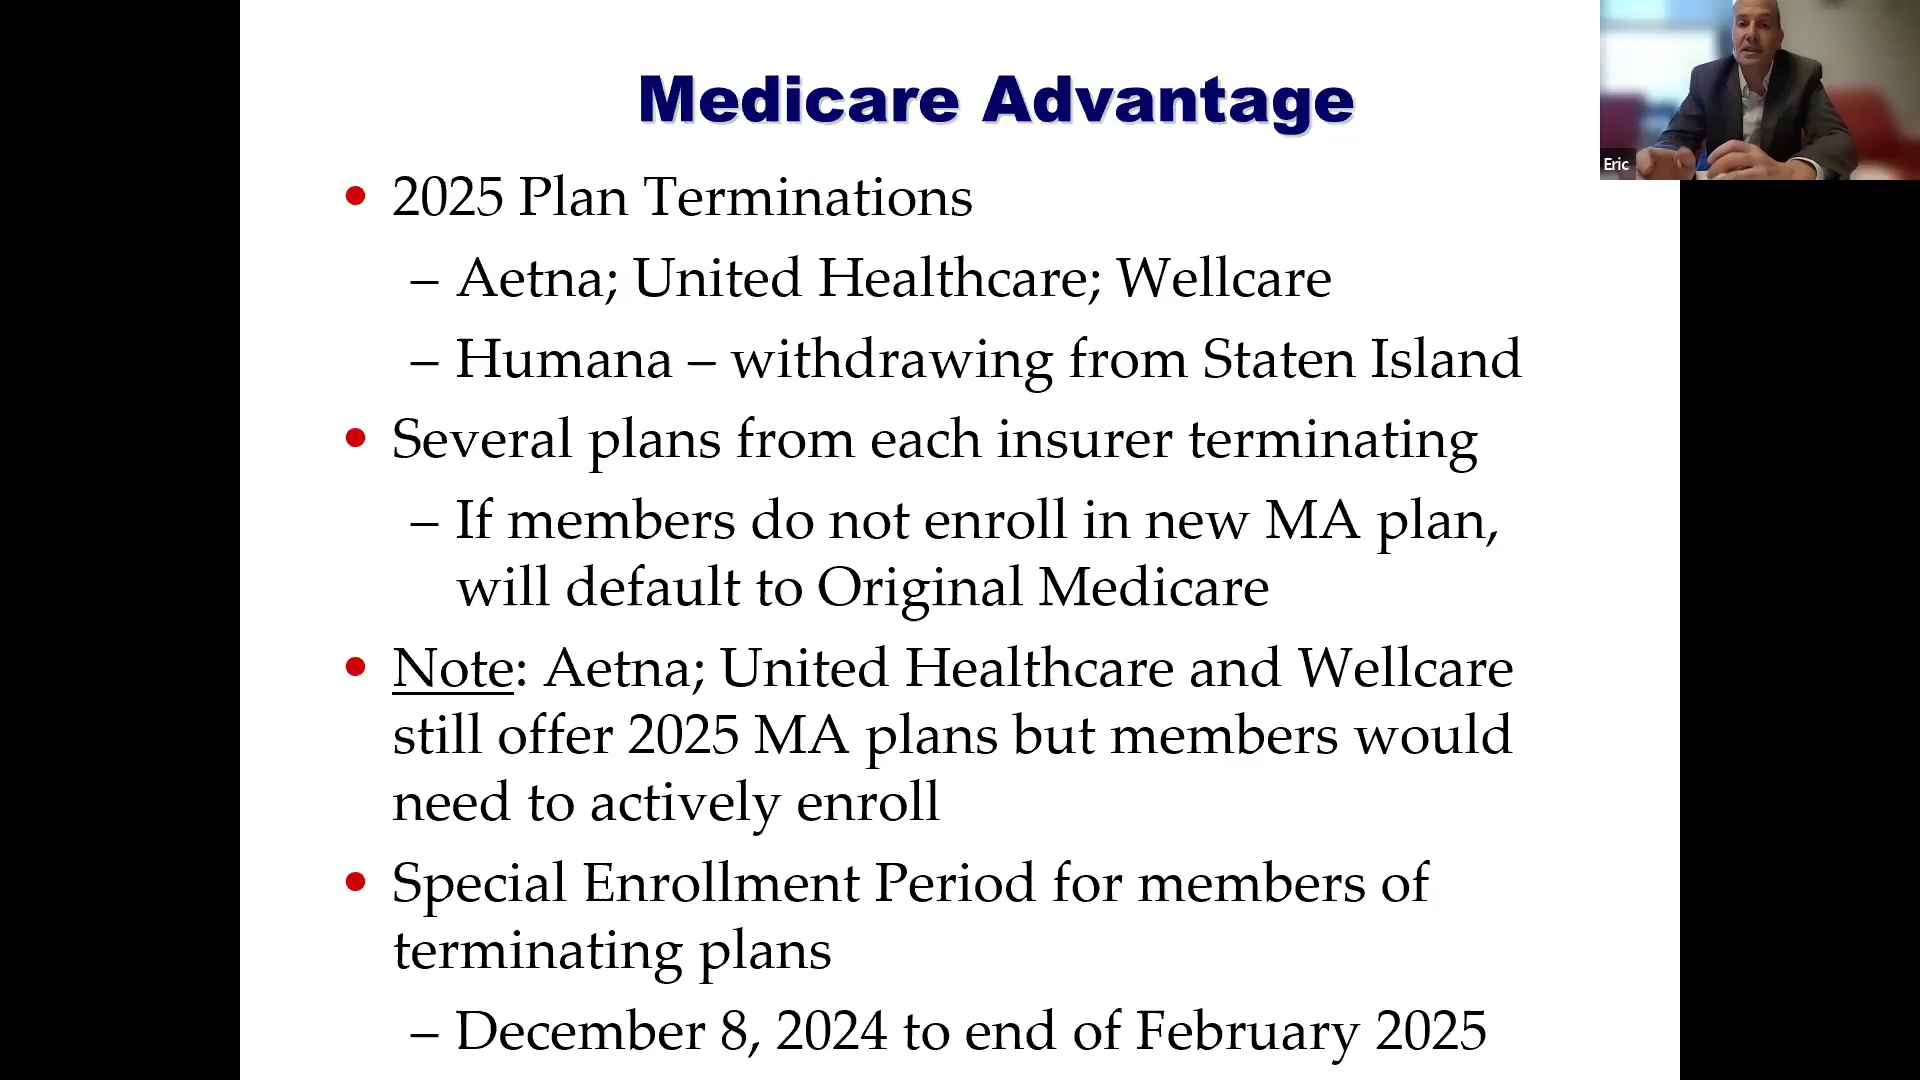 Medicare Advantage
Eric
• 2025 Plan Terminations
– Aetna; United Healthcare; Wellcare
– Humana – withdrawing from Staten Island
• Several plans from each insurer terminating
– If members do not enroll in new MA plan,
will default to Original Medicare
• Note: Aetna; United Healthcare and Wellcare
still offer 2025 MA plans but members would
need to actively enroll
• Special Enrollment Period for members of
terminating plans
– December 8, 2024 to end of February 2025